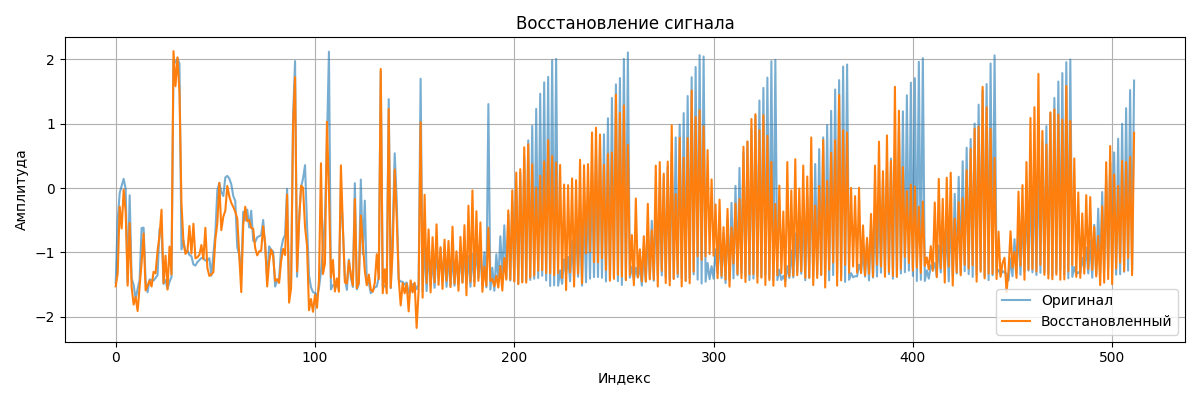 Восстановление сигнала
Амплитуда
2
1
0
−1
−2
Оригинал
Восстановленный
0 100 200 300 400 500
Индекс